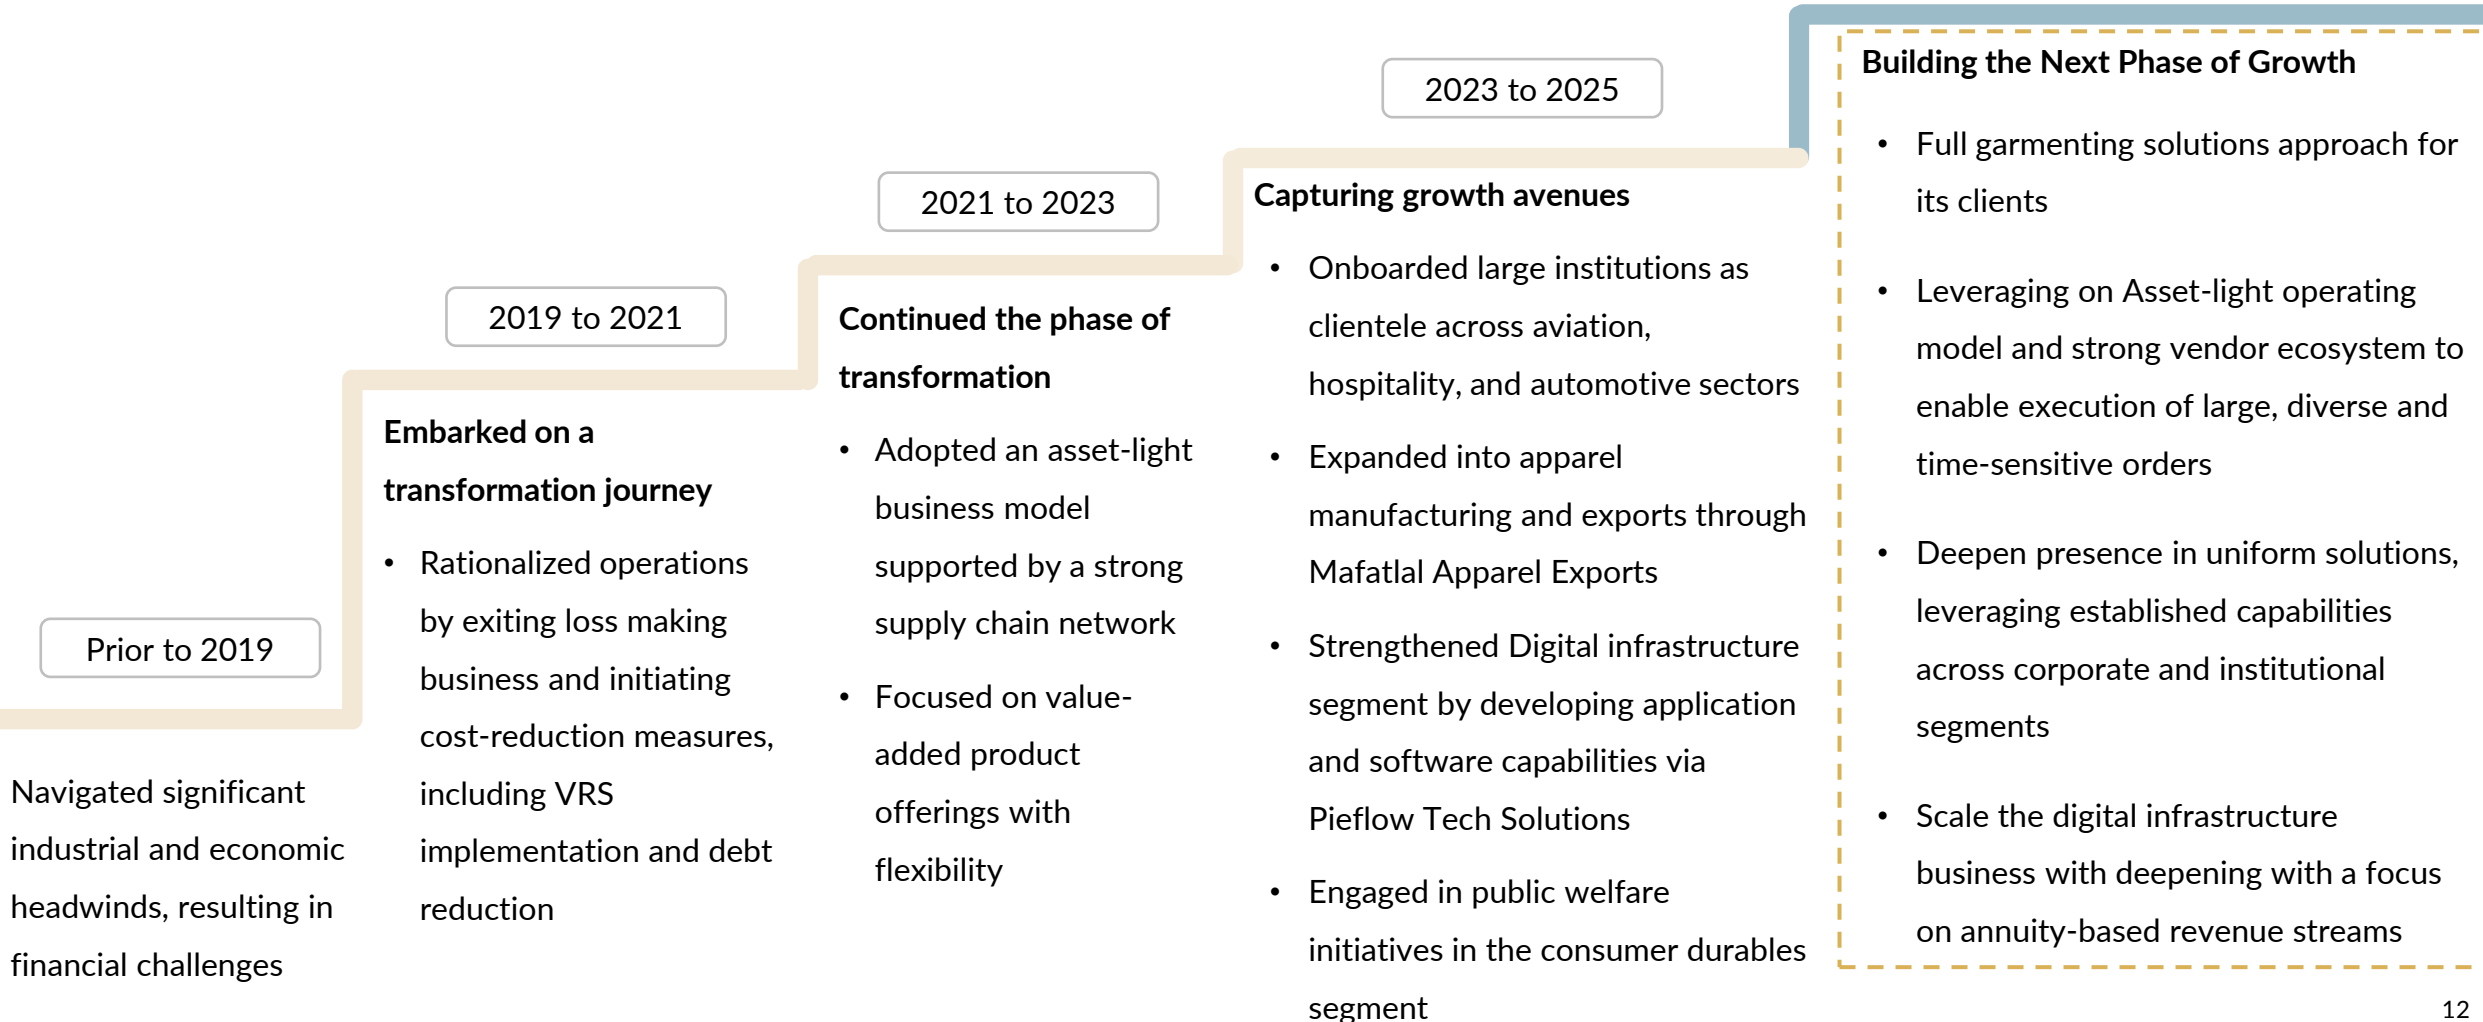 Prior to 2019
Navigated significant
industrial and economic
headwinds, resulting in
financial challenges
2019 to 2021
Embarked on a
transformation journey
• Rationalized operations
by exiting loss making
business and initiating
cost-reduction measures,
including VRS
implementation and debt
reduction
2021 to 2023
Continued the phase of
transformation
• Adopted an asset-light
business model
supported by a strong
supply chain network
• Focused on value-
added product
offerings with
flexibility
2023 to 2025
Capturing growth avenues
• Onboarded large institutions as
clientele across aviation,
hospitality, and automotive sectors
• Expanded into apparel
manufacturing and exports through
Mafatlal Apparel Exports
• Strengthened Digital infrastructure
segment by developing application
and software capabilities via
Pieflow Tech Solutions
• Engaged in public welfare
initiatives in the consumer durables
segment
Building the Next Phase of Growth
• Full garmenting solutions approach for
its clients
• Leveraging on Asset-light operating
model and strong vendor ecosystem to
enable execution of large, diverse and
time-sensitive orders
• Deepen presence in uniform solutions,
leveraging established capabilities
across corporate and institutional
segments
• Scale the digital infrastructure
business with deepening with a focus
on annuity-based revenue streams
12